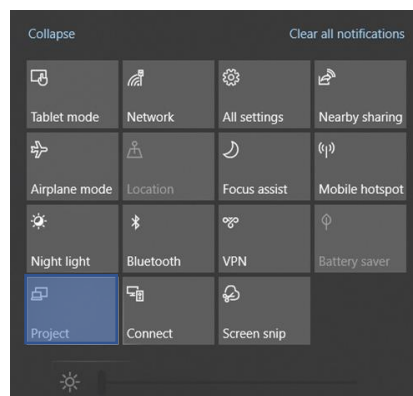 Collapse Clear all notifications
Tablet mode Network All settings Nearby sharing
Airplane mode Location Focus assist Mobile hotspot
Night light Bluetooth VPN Battery saver
Project Connect Screen snip